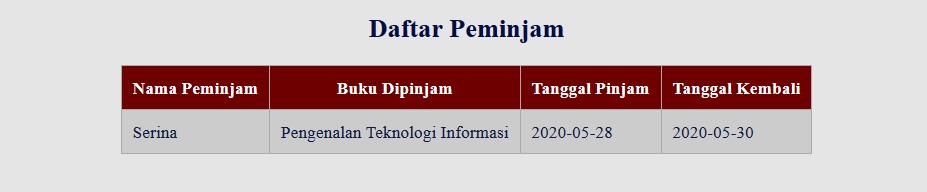 Daftar Peminjam
Nama Peminjam Buku Dipinjam Tanggal Pinjam Tanggal Kembali
Serina Pengenalan Teknologi Informasi 2020-05-28 2020-05-30